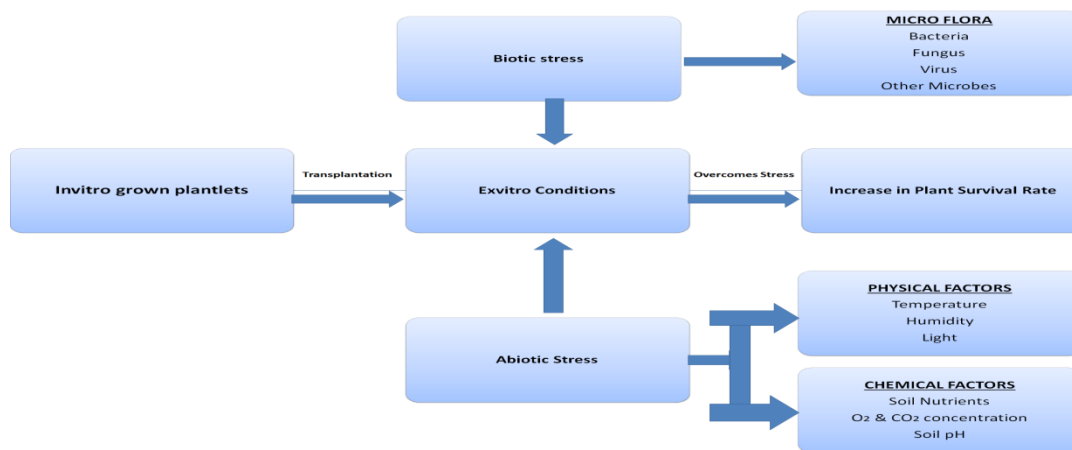 MICRO FLORA
Bacteria
Fungus
Virus
Other Microbes
Biotic stress
Invitro grown plantlets
Transplantation
Exvitro Conditions
Overcomes Stress
Increase in Plant Survival Rate
PHYSICAL FACTORS
Temperature
Humidity
Light
Abiotic Stress
CHEMICAL FACTORS
Soil Nutrients
O₂ & CO₂ concentration
Soil pH